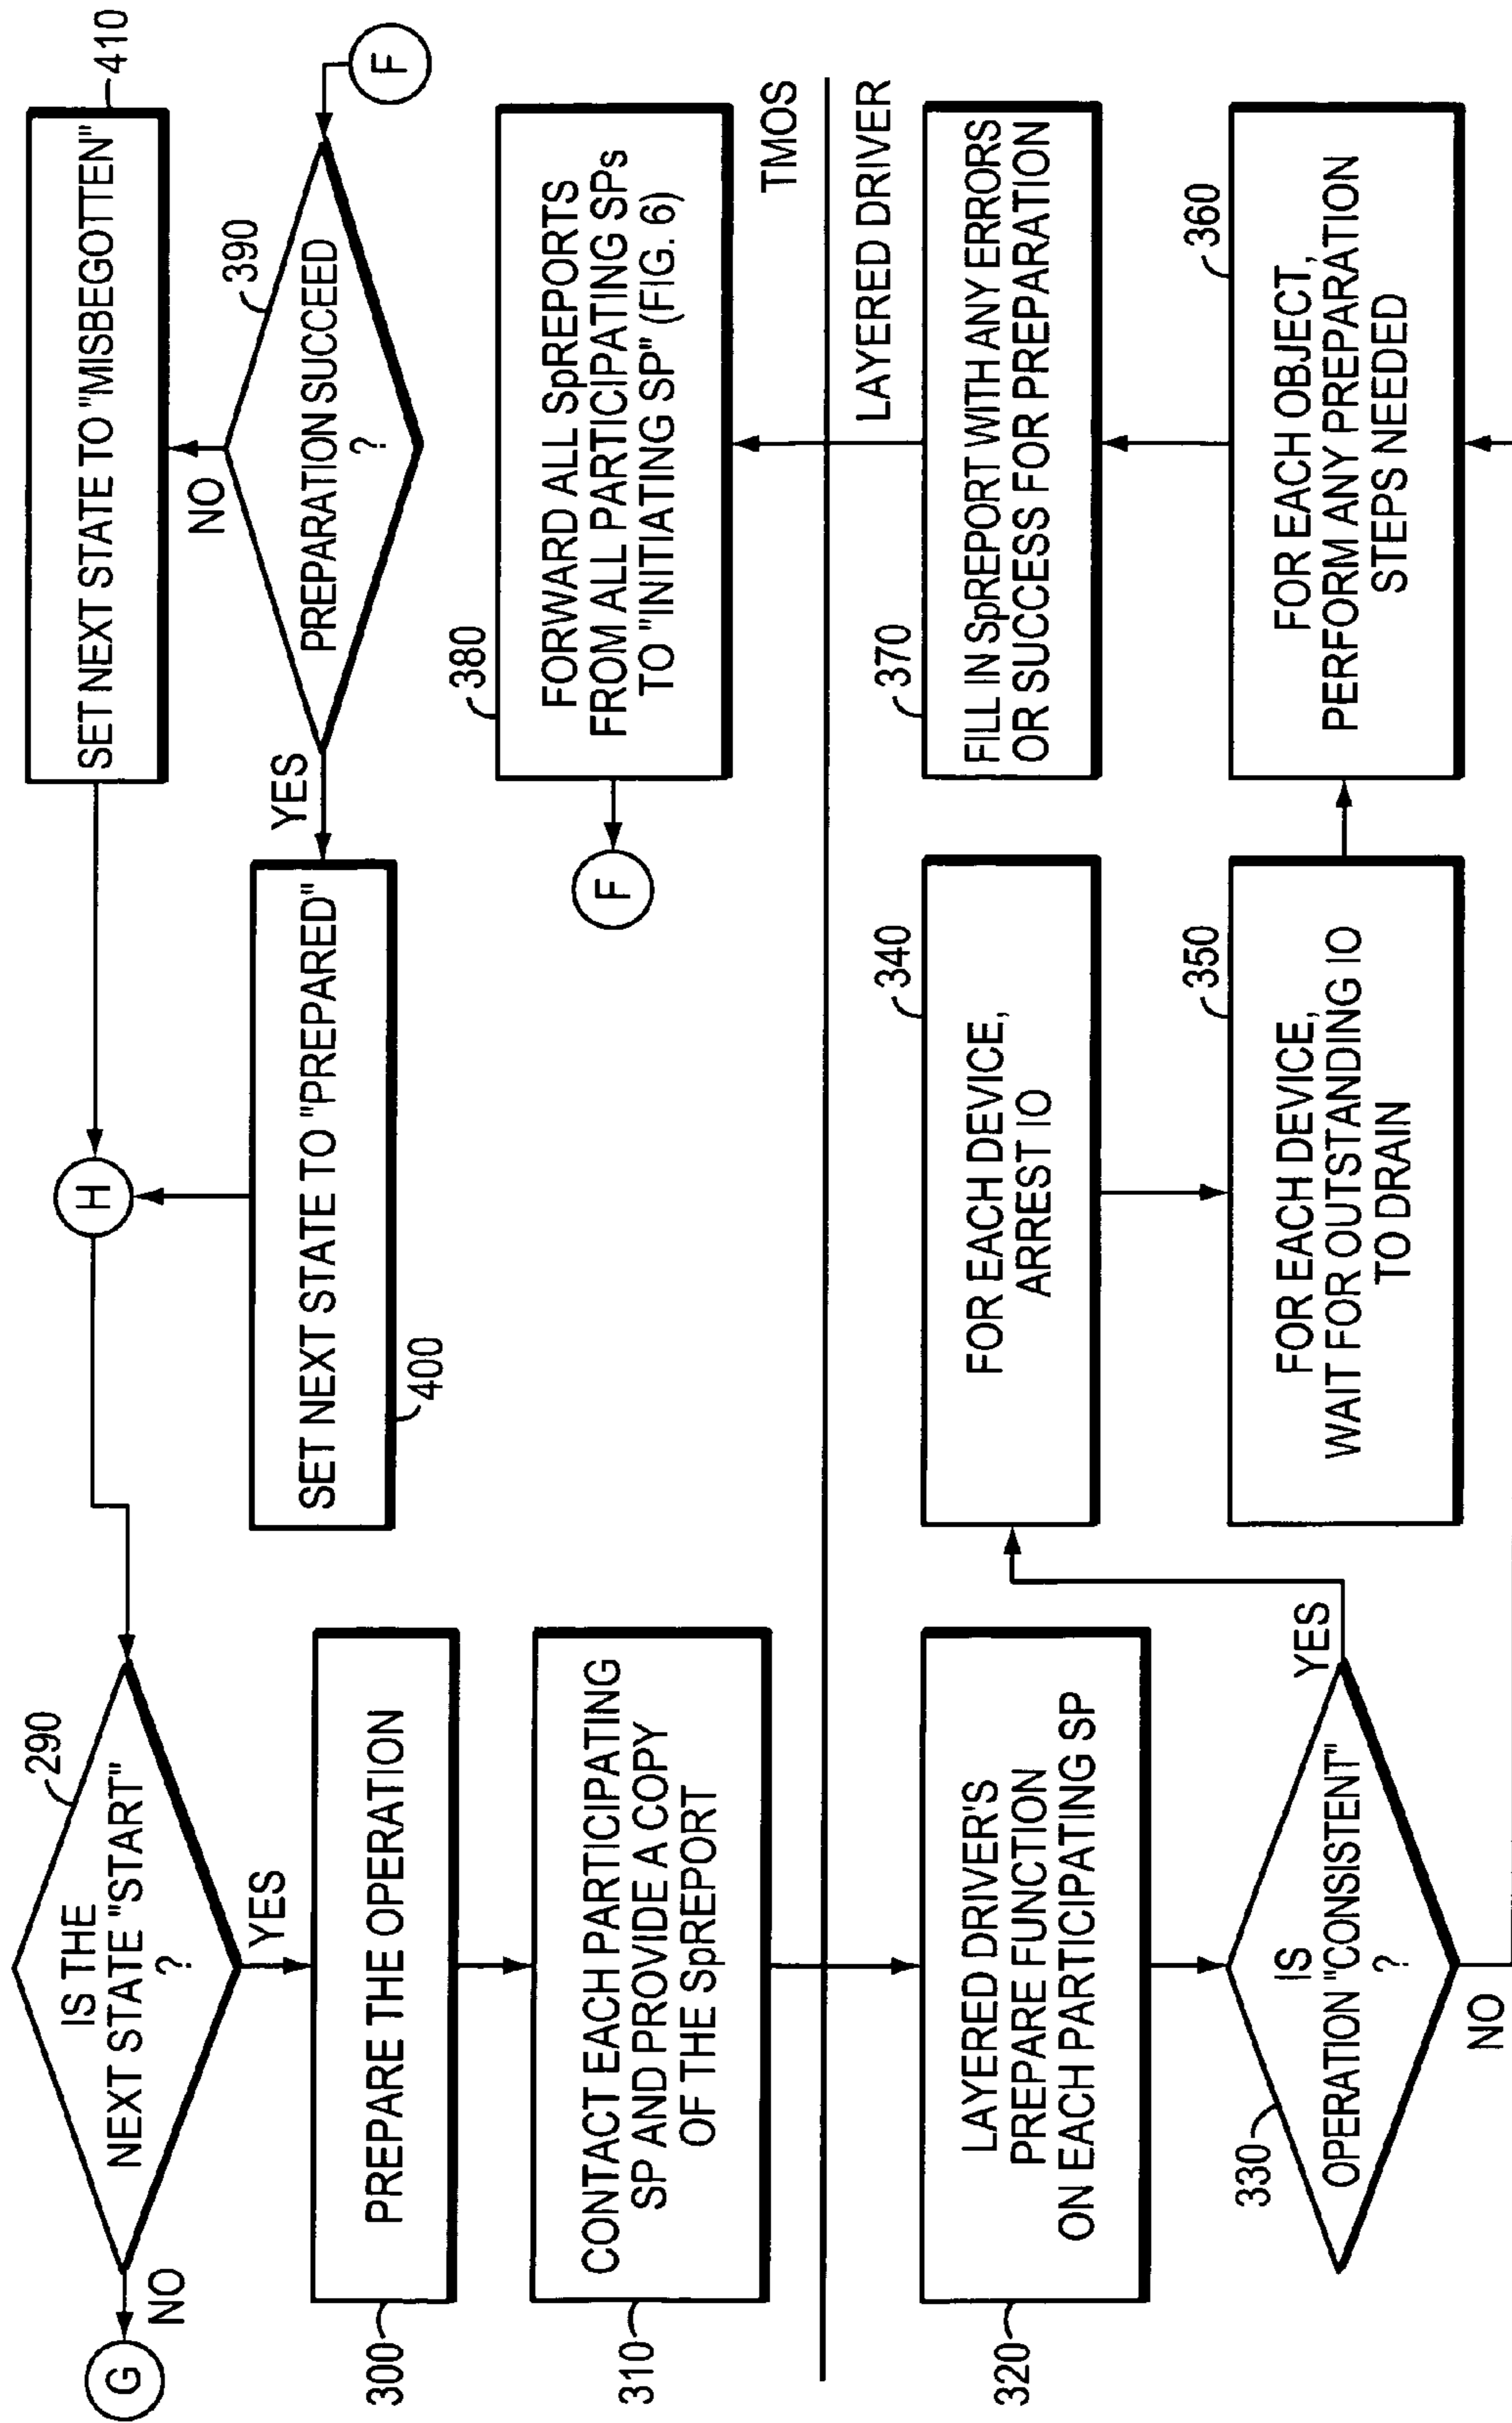 290
IS THE
NEXT STATE "START"
?
NO
G
YES
300
PREPARE THE OPERATION
310
CONTACT EACH PARTICIPATING
SP AND PROVIDE A COPY
OF THE SpREPORT
320
LAYERED DRIVER'S
PREPARE FUNCTION
ON EACH PARTICIPATING SP
330
IS
OPERATION "CONSISTENT"
?
YES
NO
H
SET NEXT STATE TO "PREPARED"
400
340
FOR EACH DEVICE,
ARREST IO
350
FOR EACH DEVICE,
WAIT FOR OUTSTANDING IO
TO DRAIN
410
SET NEXT STATE TO "MISBEGOTTEN"
NO
390
PREPARATION SUCCEED
?
YES
F
380
FORWARD ALL SpREPORTS
FROM ALL PARTICIPATING SPs
TO "INITIATING SP" (FIG. 6)
F
TMOS
LAYERED DRIVER
370
FILL IN SpREPORT WITH ANY ERRORS
OR SUCCESS FOR PREPARATION
360
FOR EACH OBJECT,
PERFORM ANY PREPARATION
STEPS NEEDED